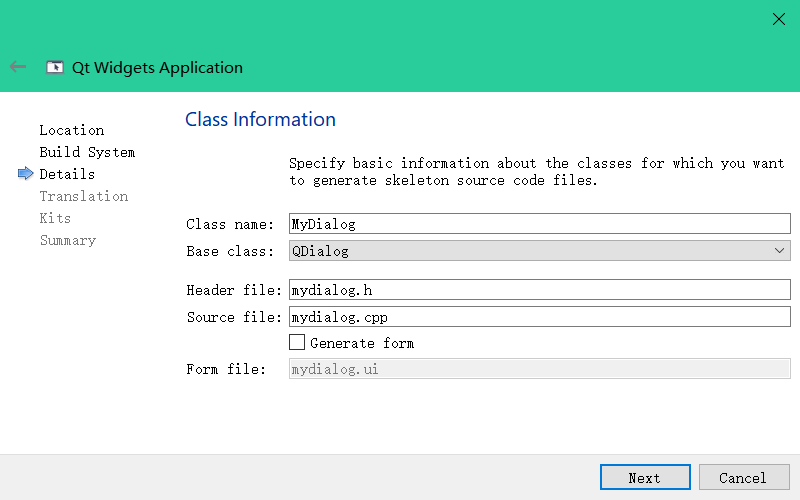 Qt Widgets Application
Location
Build System
Details
Translation
Kits
Summary
Class Information
Specify basic information about the classes for which you want
to generate skeleton source code files.
Class name: MyDialog
Base class: QDialog
Header file: mydialog.h
Source file: mydialog.cpp
Generate form
Form file: mydialog.ui
Next Cancel